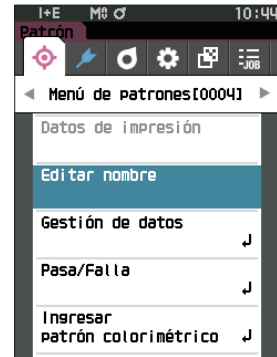 I+E M0 10:44
Patrón
-JOB
Menú de patrones[0004]
Datos de impresión
Editar nombre
Gestión de datos
Pasa/Falla
Ingresar
patrón colorimétrico